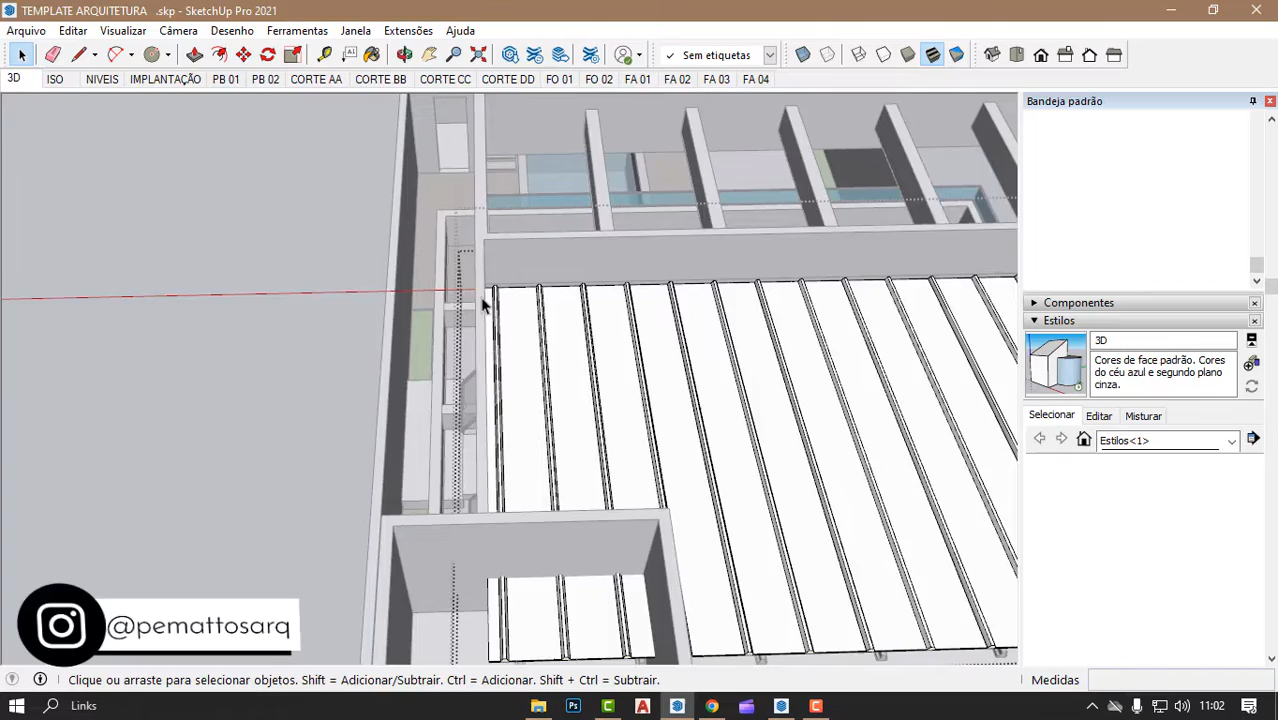 TEMPLATE ARQUITETURA .skp - SketchUp Pro 2021
Arquivo Editar Visualizar Câmera Desenho Ferramentas Janela Extensões Ajuda
Sem etiquetas
3D ISO NIVEIS IMPLANTAÇÃO PB 01 PB 02 CORTE AA CORTE BB CORTE CC CORTE DD FO 01 FO 02 FA 01 FA 02 FA 03 FA 04
Bandeja padrão
Componentes
Estilos
3D
Cores de face padrão. Cores
do céu azul e segundo plano
cinza.
Selecionar Editar Misturar
Estilos<1>
@pemattosarq
Clique ou arraste para selecionar objetos. Shift = Adicionar/Subtrair. Ctrl = Adicionar. Shift + Ctrl = Subtrair.
Medidas
Links
11:02